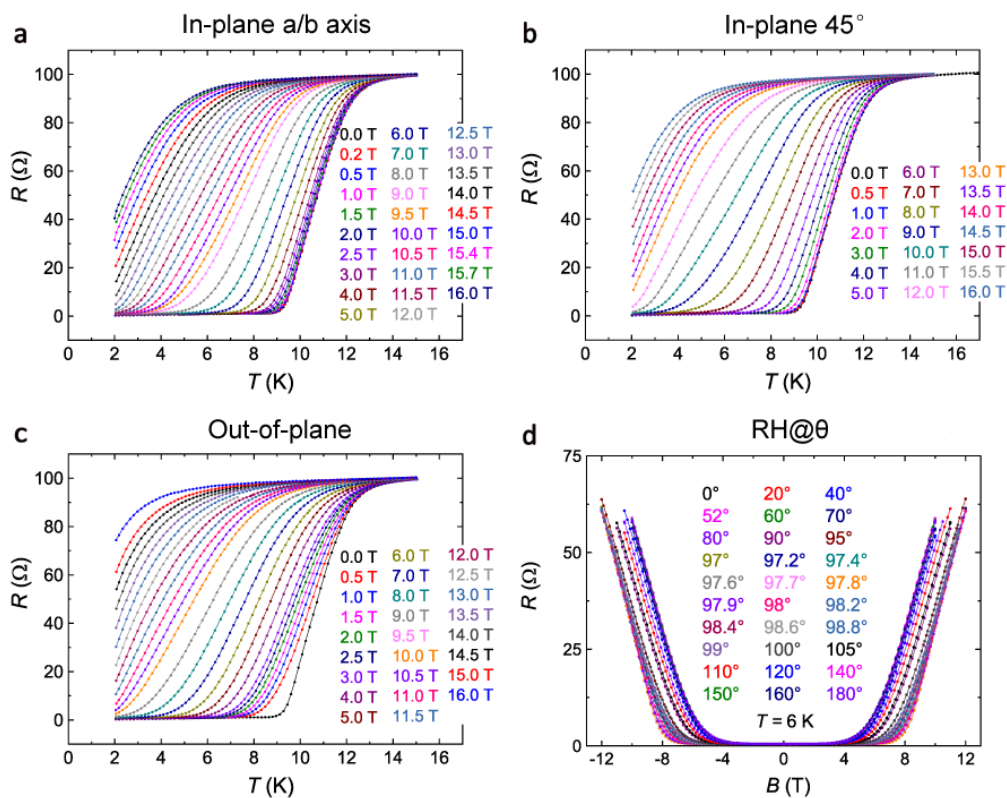 a
In-plane a/b axis
R (Ω)
100
80
60
40
20
0
0.0 T 6.0 T 12.5 T
0.2 T 7.0 T 13.0 T
0.5 T 8.0 T 13.5 T
1.0 T 9.0 T 14.0 T
1.5 T 9.5 T 14.5 T
2.0 T 10.0 T 15.0 T
2.5 T 10.5 T 15.4 T
3.0 T 11.0 T 15.7 T
4.0 T 11.5 T 16.0 T
5.0 T 12.0 T
0 2 4 6 8 10 12 14 16
T (K)
b
In-plane 45°
R (Ω)
100
80
60
40
20
0
0.0 T 6.0 T 13.0 T
0.5 T 7.0 T 13.5 T
1.0 T 8.0 T 14.0 T
2.0 T 9.0 T 14.5 T
3.0 T 10.0 T 15.0 T
4.0 T 11.0 T 15.5 T
5.0 T 12.0 T 16.0 T
0 2 4 6 8 10 12 14 16
T (K)
c
Out-of-plane
R (Ω)
100
80
60
40
20
0
0.0 T 6.0 T 12.0 T
0.5 T 7.0 T 12.5 T
1.0 T 8.0 T 13.0 T
1.5 T 9.0 T 13.5 T
2.0 T 9.5 T 14.0 T
2.5 T 10.0 T 14.5 T
3.0 T 10.5 T 15.0 T
4.0 T 11.0 T 16.0 T
5.0 T 11.5 T
0 2 4 6 8 10 12 14 16
T (K)
d
RH@θ
R (Ω)
75
50
25
0
0° 20° 40°
52° 60° 70°
80° 90° 95°
97° 97.2° 97.4°
97.6° 97.7° 97.8°
97.9° 98° 98.2°
98.4° 98.6° 98.8°
99° 100° 105°
110° 120° 140°
150° 160° 180°
T = 6 K
-12 -8 -4 0 4 8 12
B (T)